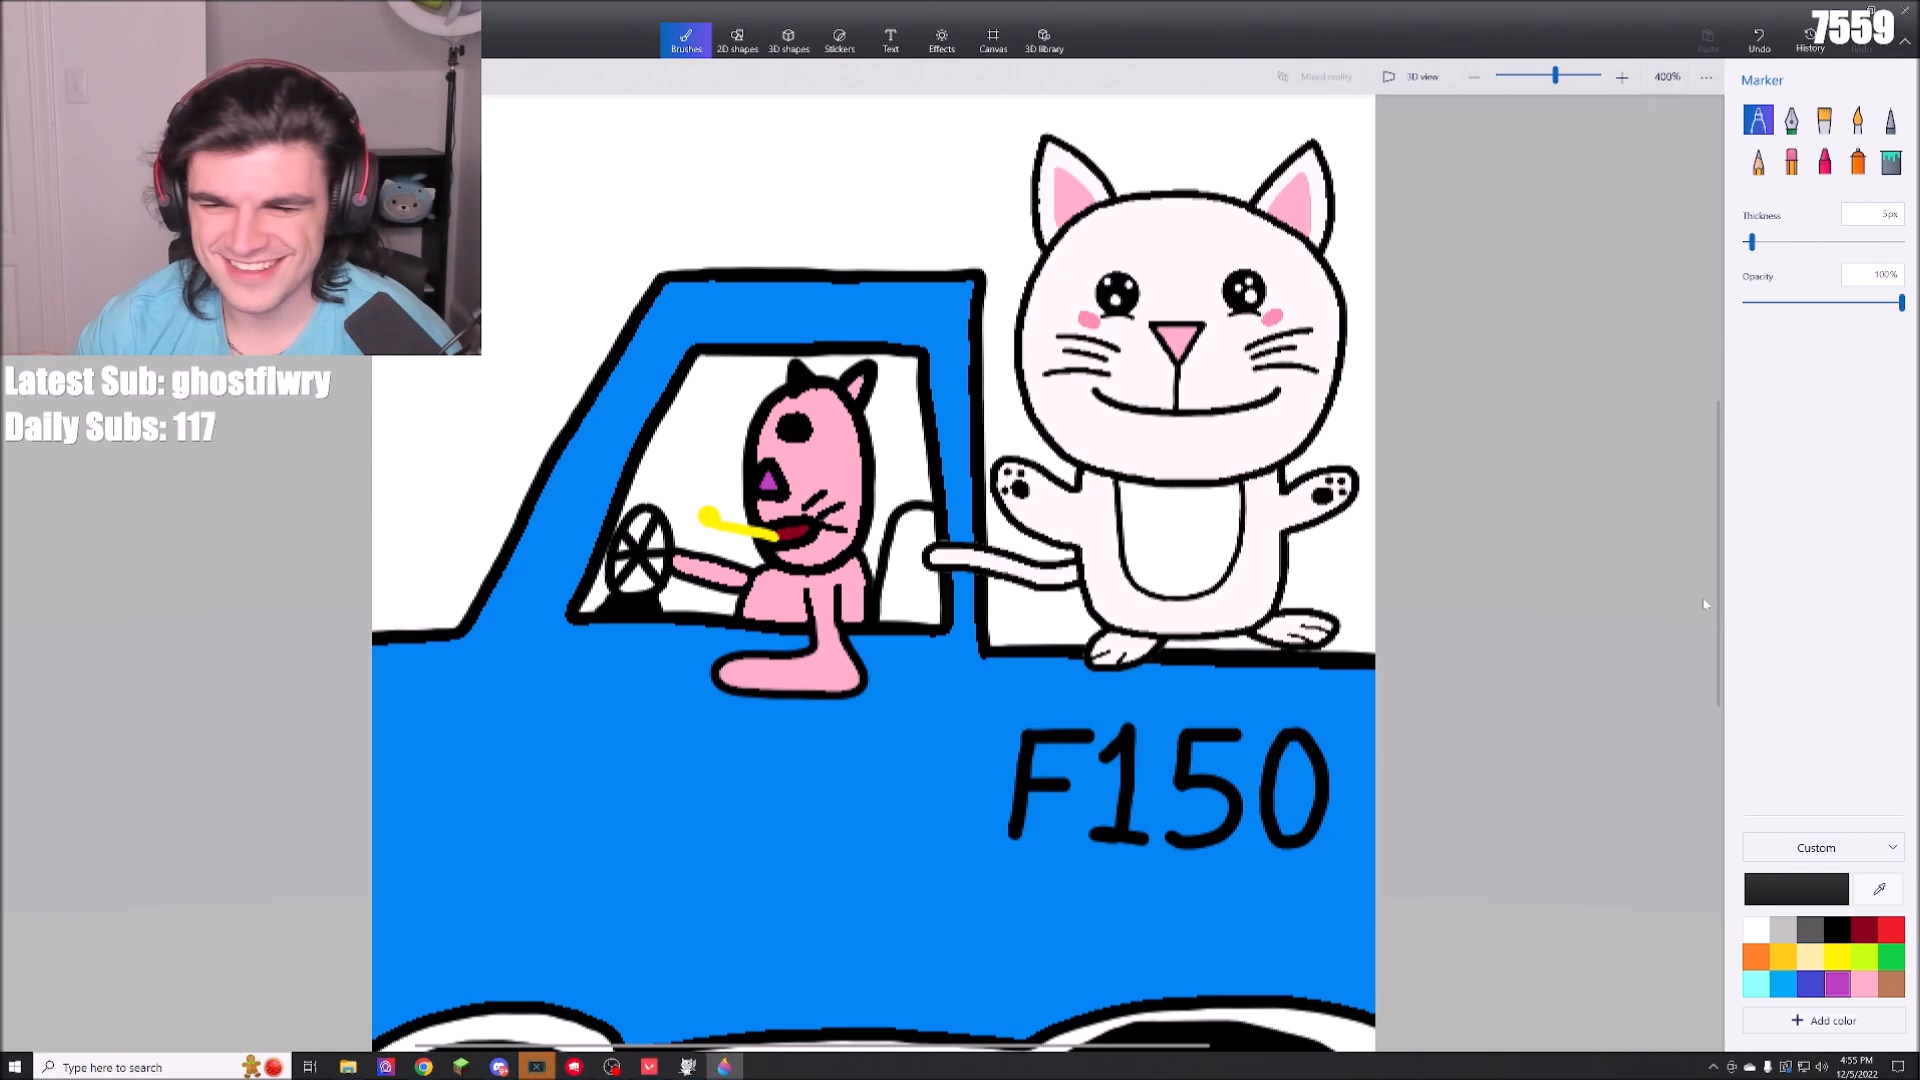 7559
Brushes
2D shapes
3D shapes
Stickers
Text
Effects
Canvas
3D library
Paste
Undo
History
Redo
Mixed reality
3D view
400%
Marker
Thickness
5px
Opacity
100%
Latest Sub: ghostflwry
Daily Subs: 117
F150
Custom
Add color
Type here to search
4:55 PM
12/5/2022